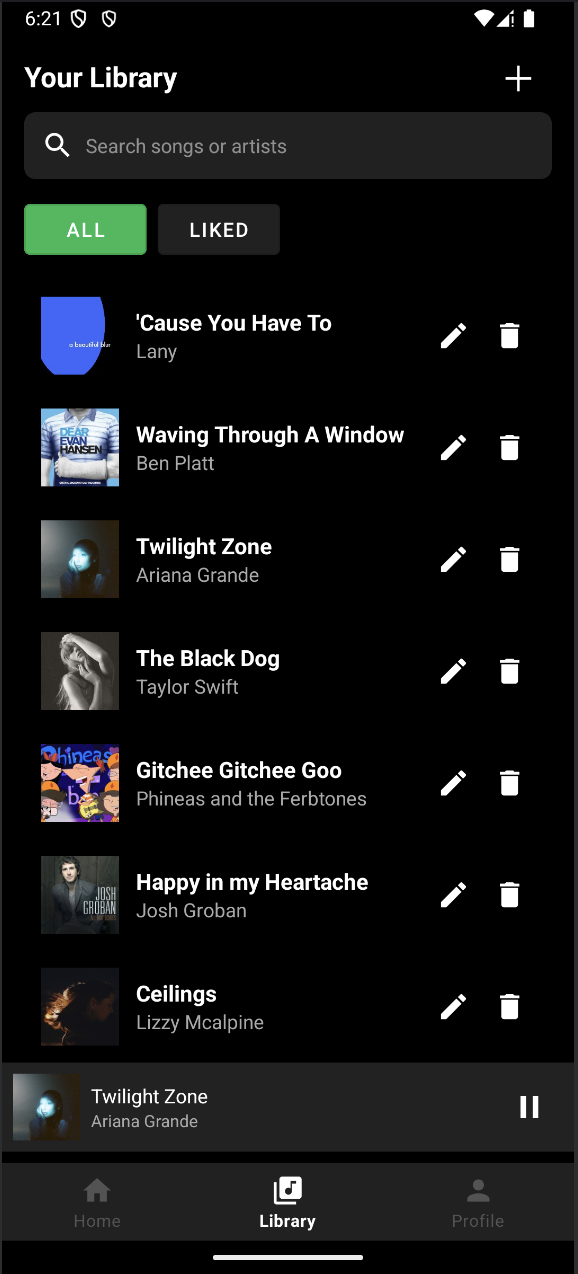 6:21
Your Library
Search songs or artists
ALL LIKED
a beautiful blur
'Cause You Have To
Lany
DEAR
EVAN
HANSEN
Waving Through A Window
Ben Platt
Twilight Zone
Ariana Grande
The Black Dog
Taylor Swift
Phineas
Gitchee Gitchee Goo
Phineas and the Ferbtones
JOSH
GROBAN
Happy in my Heartache
Josh Groban
Ceilings
Lizzy Mcalpine
Twilight Zone
Ariana Grande
Home Library Profile